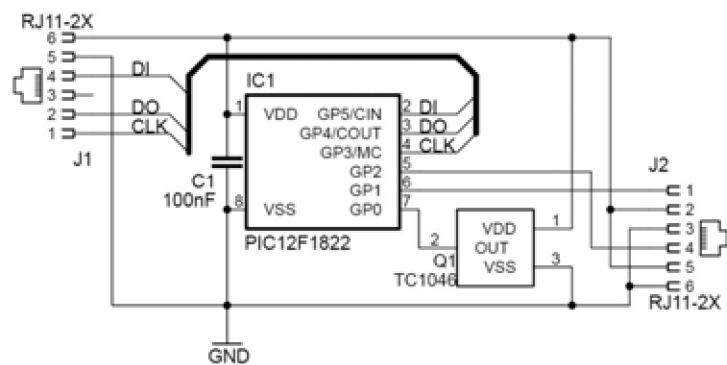 RJ11-2X
6
5
4
3
2
1
DI
DO
CLK
J1
IC1
1
VDD
GP5/CIN
2
DI
GP4/COUT
3
DO
GP3/MC
4
CLK
GP2
5
GP1
6
8
VSS
GP0
7
PIC12F1822
C1
100nF
2
VDD
OUT
VSS
1
3
Q1
TC1046
J2
1
2
3
4
5
6
RJ11-2X
GND